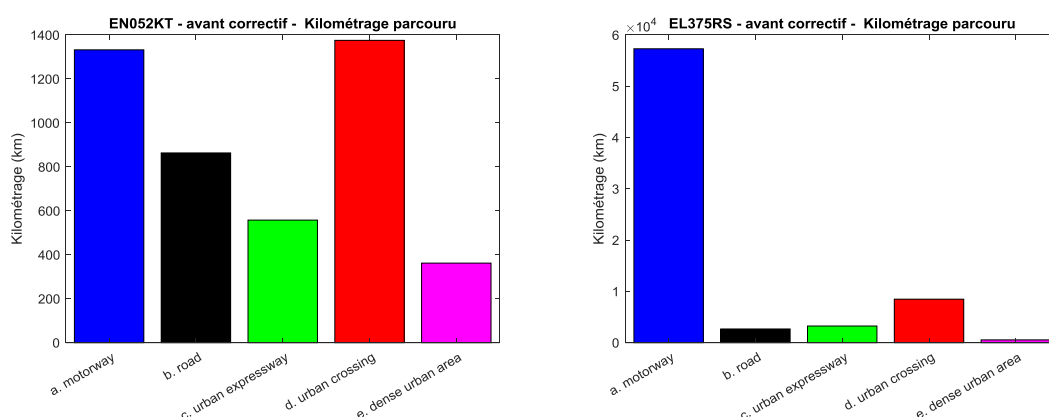 EN052KT - avant correctif - Kilométrage parcouru
Kilométrage (km)
1400
1200
1000
800
600
400
200
0
a. motorway
b. road
c. urban expressway
d. urban crossing
e. dense urban area
EL375RS - avant correctif - Kilométrage parcouru
×10⁴
Kilométrage (km)
6
5
4
3
2
1
0
a. motorway
b. road
c. urban expressway
d. urban crossing
e. dense urban area